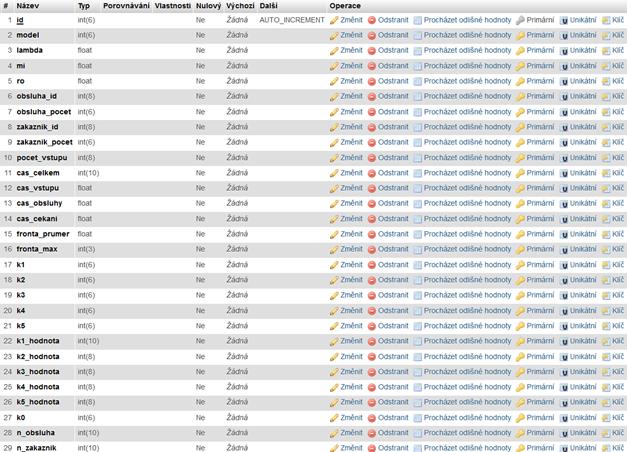 # Název Typ Porovnávání Vlastnosti Nulový Výchozí Další Operace
1 id int(6) Ne Žádná AUTO_INCREMENT Změnit Odstranit Procházet odlišné hodnoty Primární Unikátní Klíč
2 model int(6) Ne Žádná Změnit Odstranit Procházet odlišné hodnoty Primární Unikátní Klíč
3 lambda float Ne Žádná Změnit Odstranit Procházet odlišné hodnoty Primární Unikátní Klíč
4 mi float Ne Žádná Změnit Odstranit Procházet odlišné hodnoty Primární Unikátní Klíč
5 ro float Ne Žádná Změnit Odstranit Procházet odlišné hodnoty Primární Unikátní Klíč
6 obsluha_id int(8) Ne Žádná Změnit Odstranit Procházet odlišné hodnoty Primární Unikátní Klíč
7 obsluha_pocet int(6) Ne Žádná Změnit Odstranit Procházet odlišné hodnoty Primární Unikátní Klíč
8 zakaznik_id int(8) Ne Žádná Změnit Odstranit Procházet odlišné hodnoty Primární Unikátní Klíč
9 zakaznik_pocet int(6) Ne Žádná Změnit Odstranit Procházet odlišné hodnoty Primární Unikátní Klíč
10 pocet_vstupu int(8) Ne Žádná Změnit Odstranit Procházet odlišné hodnoty Primární Unikátní Klíč
11 cas_celkem int(10) Ne Žádná Změnit Odstranit Procházet odlišné hodnoty Primární Unikátní Klíč
12 cas_vstupu float Ne Žádná Změnit Odstranit Procházet odlišné hodnoty Primární Unikátní Klíč
13 cas_obsluhy float Ne Žádná Změnit Odstranit Procházet odlišné hodnoty Primární Unikátní Klíč
14 cas_cekani float Ne Žádná Změnit Odstranit Procházet odlišné hodnoty Primární Unikátní Klíč
15 fronta_prumer float Ne Žádná Změnit Odstranit Procházet odlišné hodnoty Primární Unikátní Klíč
16 fronta_max int(3) Ne Žádná Změnit Odstranit Procházet odlišné hodnoty Primární Unikátní Klíč
17 k1 int(6) Ne Žádná Změnit Odstranit Procházet odlišné hodnoty Primární Unikátní Klíč
18 k2 int(6) Ne Žádná Změnit Odstranit Procházet odlišné hodnoty Primární Unikátní Klíč
19 k3 int(6) Ne Žádná Změnit Odstranit Procházet odlišné hodnoty Primární Unikátní Klíč
20 k4 int(6) Ne Žádná Změnit Odstranit Procházet odlišné hodnoty Primární Unikátní Klíč
21 k5 int(6) Ne Žádná Změnit Odstranit Procházet odlišné hodnoty Primární Unikátní Klíč
22 k1_hodnota int(10) Ne Žádná Změnit Odstranit Procházet odlišné hodnoty Primární Unikátní Klíč
23 k2_hodnota int(8) Ne Žádná Změnit Odstranit Procházet odlišné hodnoty Primární Unikátní Klíč
24 k3_hodnota int(8) Ne Žádná Změnit Odstranit Procházet odlišné hodnoty Primární Unikátní Klíč
25 k4_hodnota int(8) Ne Žádná Změnit Odstranit Procházet odlišné hodnoty Primární Unikátní Klíč
26 k5_hodnota int(8) Ne Žádná Změnit Odstranit Procházet odlišné hodnoty Primární Unikátní Klíč
27 k0 int(6) Ne Žádná Změnit Odstranit Procházet odlišné hodnoty Primární Unikátní Klíč
28 n_obsluha int(10) Ne Žádná Změnit Odstranit Procházet odlišné hodnoty Primární Unikátní Klíč
29 n_zakaznik int(10) Ne Žádná Změnit Odstranit Procházet odlišné hodnoty Primární Unikátní Klíč